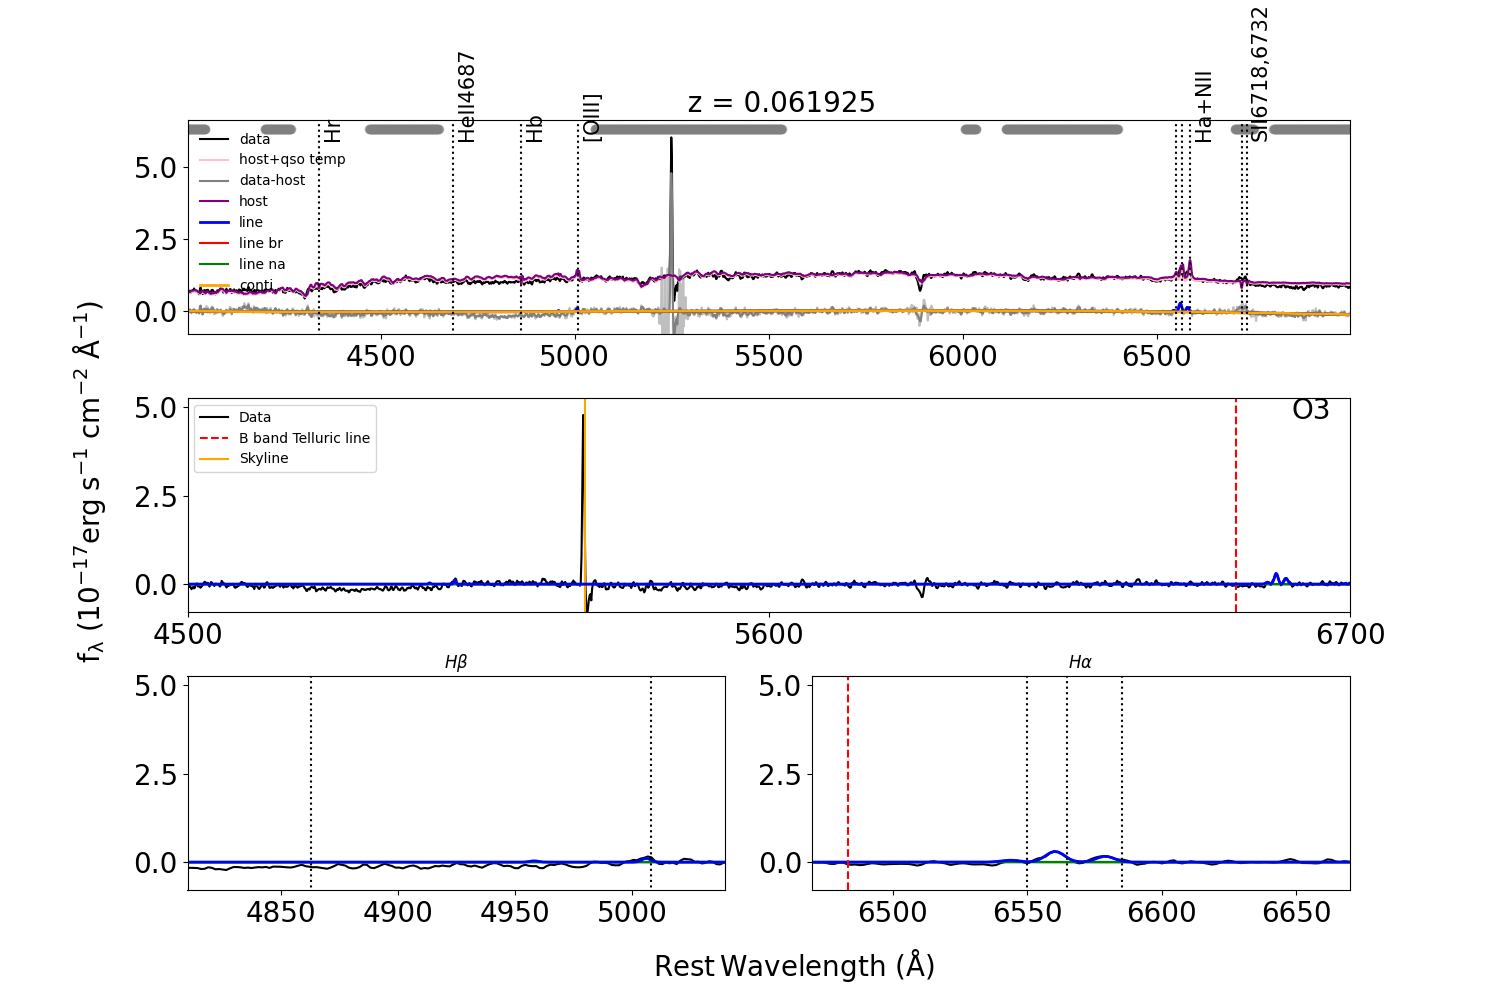 z = 0.061925
Hr
HeII4687
Hb
[OIII]
Ha+NII
SII6718,6732
data
host+qso temp
data-host
host
line
line br
line na
conti
5.0
2.5
0.0
4500 5000 5500 6000 6500
O3
Data
B band Telluric line
Skyline
5.0
2.5
0.0
4500 5600 6700
fλ (10⁻¹⁷erg s⁻¹ cm⁻² Å⁻¹)
Hβ
5.0
2.5
0.0
4850 4900 4950 5000
Hα
5.0
2.5
0.0
6500 6550 6600 6650
Rest Wavelength (Å)